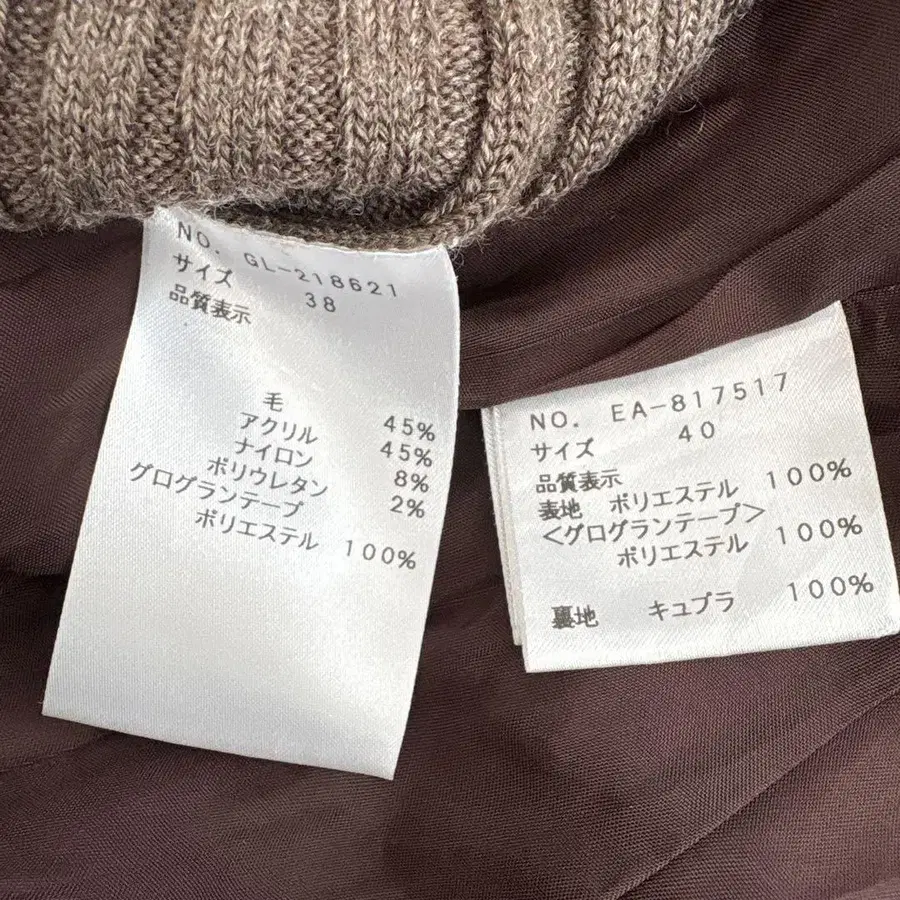 NO. GL-218621
サイズ 38
品質表示
毛 45%
アクリル 45%
ナイロン 8%
ポリウレタン 2%
グログランテープ
ポリエステル 100%
NO. EA-817517
サイズ 40
品質表示
表地 ポリエステル 100%
<グログランテープ>
ポリエステル 100%
裏地 キュプラ 100%